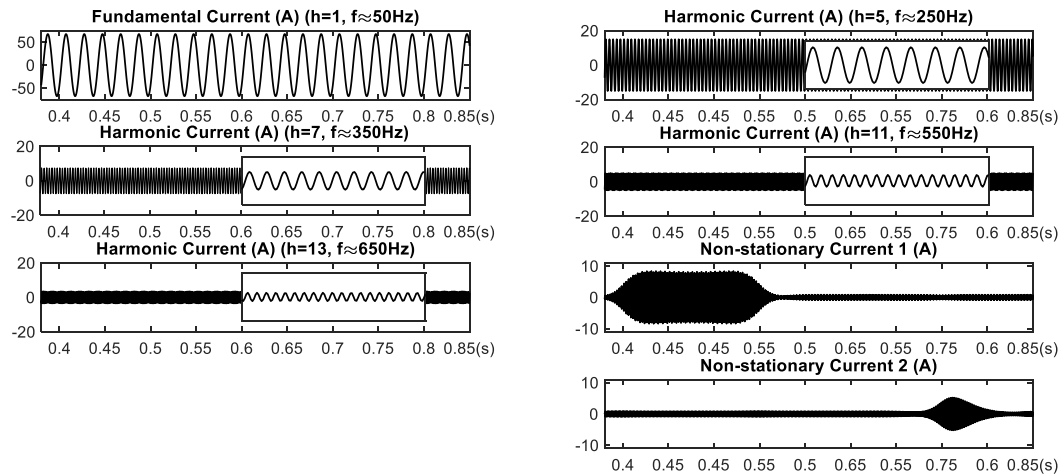 Fundamental Current (A) (h=1, f≈50Hz)
50
0
-50
0.4 0.45 0.5 0.55 0.6 0.65 0.7 0.75 0.8 0.85(s)
Harmonic Current (A) (h=5, f≈250Hz)
20
0
-20
0.4 0.45 0.5 0.55 0.5 0.65 0.55 0.75 0.6 0.85(s)
Harmonic Current (A) (h=7, f≈350Hz)
20
0
-20
0.4 0.45 0.5 0.55 0.6 0.65 0.7 0.75 0.8 0.85(s)
Harmonic Current (A) (h=11, f≈550Hz)
20
0
-20
0.4 0.45 0.5 0.55 0.5 0.65 0.55 0.75 0.6 0.85(s)
Harmonic Current (A) (h=13, f≈650Hz)
20
0
-20
0.4 0.45 0.5 0.55 0.6 0.65 0.7 0.75 0.8 0.85(s)
Non-stationary Current 1 (A)
10
0
-10
0.4 0.45 0.5 0.55 0.5 0.65 0.55 0.75 0.6 0.85(s)
Non-stationary Current 2 (A)
10
0
-10
0.4 0.45 0.5 0.55 0.5 0.65 0.55 0.75 0.6 0.85(s)